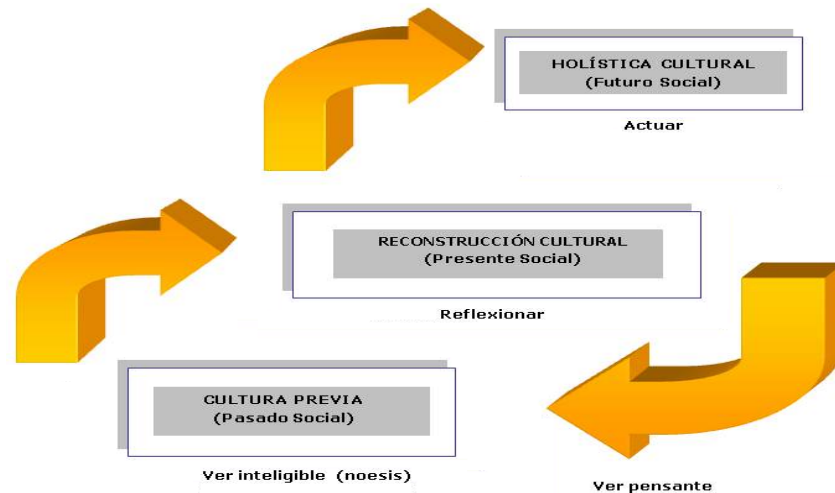 HOLÍSTICA CULTURAL
(Futuro Social)
Actuar
RECONSTRUCCIÓN CULTURAL
(Presente Social)
Reflexionar
CULTURA PREVIA
(Pasado Social)
Ver inteligible (noesis)
Ver pensante